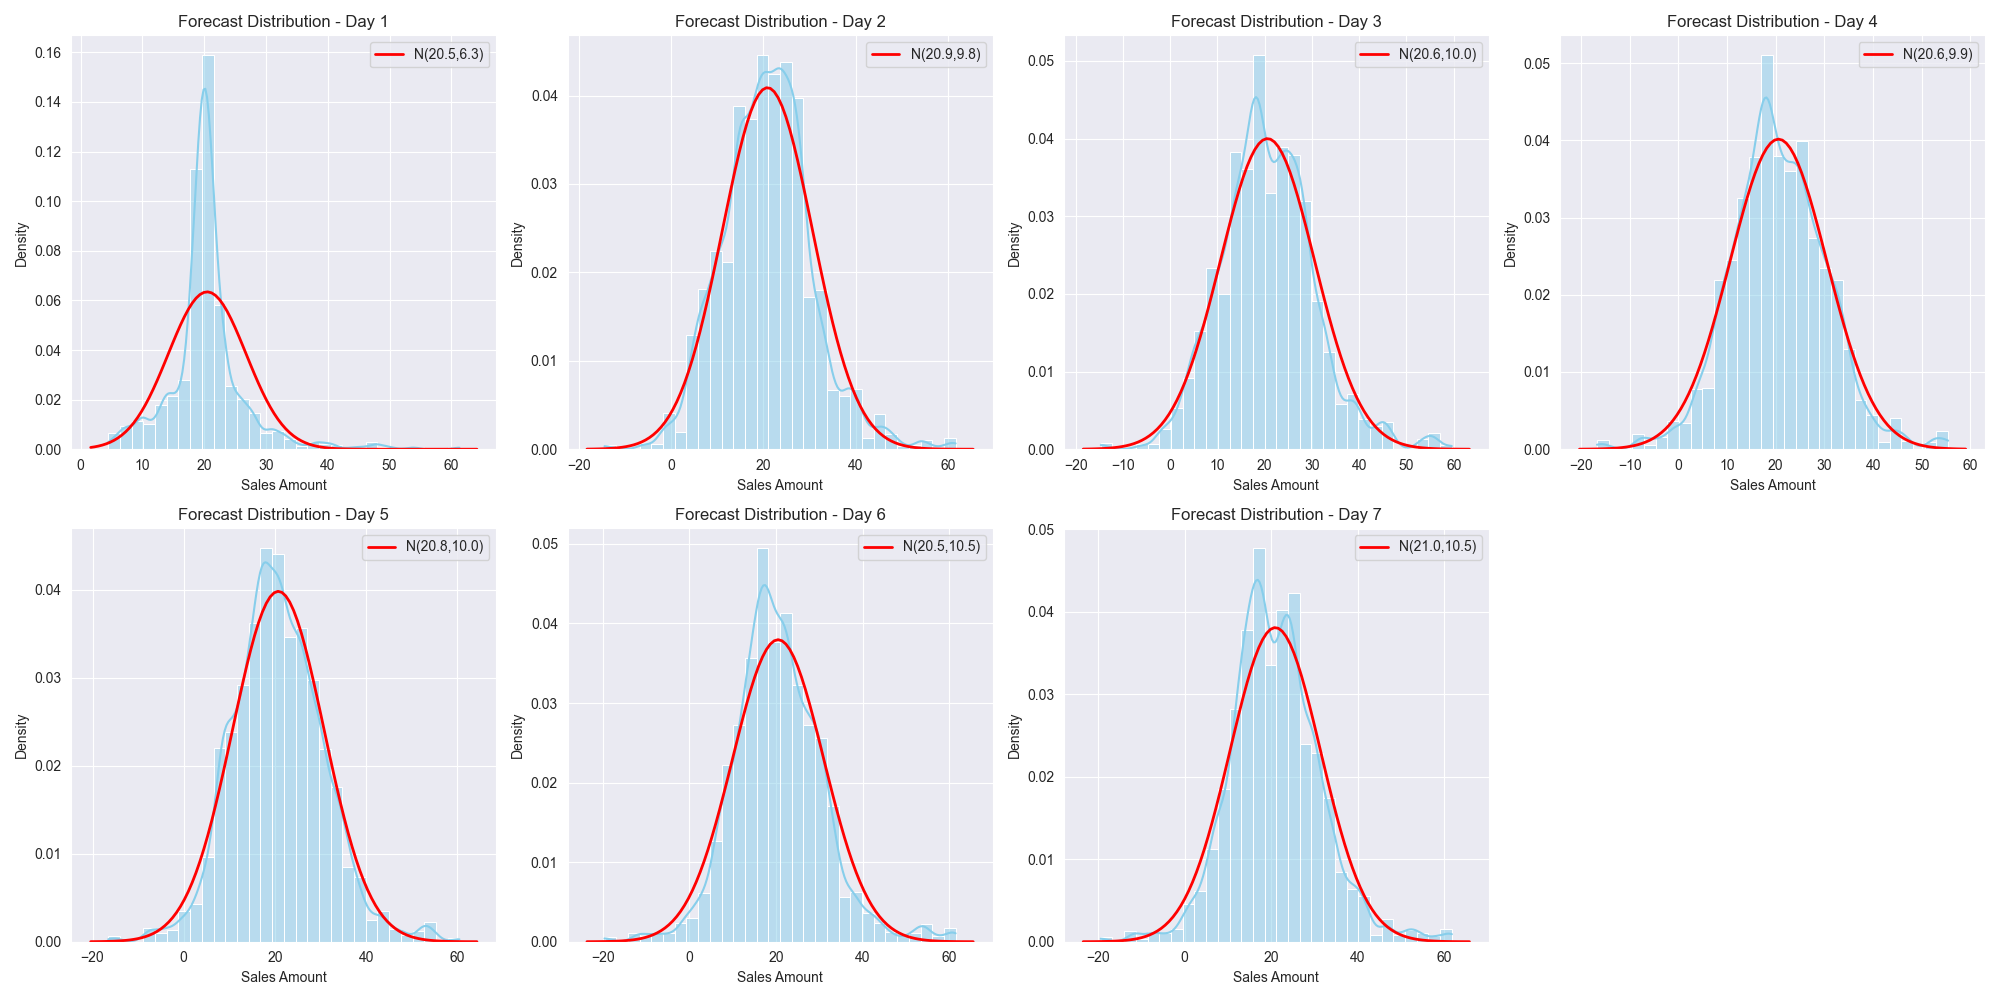 Forecast Distribution - Day 1
N(20.5,6.3)
0.16
0.14
0.12
0.10
0.08
0.06
0.04
0.02
0.00
Density
0 10 20 30 40 50 60
Sales Amount
Forecast Distribution - Day 2
N(20.9,9.8)
0.04
0.03
0.02
0.01
0.00
Density
−20 0 20 40 60
Sales Amount
Forecast Distribution - Day 3
N(20.6,10.0)
0.05
0.04
0.03
0.02
0.01
0.00
Density
−20 −10 0 10 20 30 40 50 60
Sales Amount
Forecast Distribution - Day 4
N(20.6,9.9)
0.05
0.04
0.03
0.02
0.01
0.00
Density
−20 −10 0 10 20 30 40 50 60
Sales Amount
Forecast Distribution - Day 5
N(20.8,10.0)
0.04
0.03
0.02
0.01
0.00
Density
−20 0 20 40 60
Sales Amount
Forecast Distribution - Day 6
N(20.5,10.5)
0.05
0.04
0.03
0.02
0.01
0.00
Density
−20 0 20 40 60
Sales Amount
Forecast Distribution - Day 7
N(21.0,10.5)
0.05
0.04
0.03
0.02
0.01
0.00
Density
−20 0 20 40 60
Sales Amount